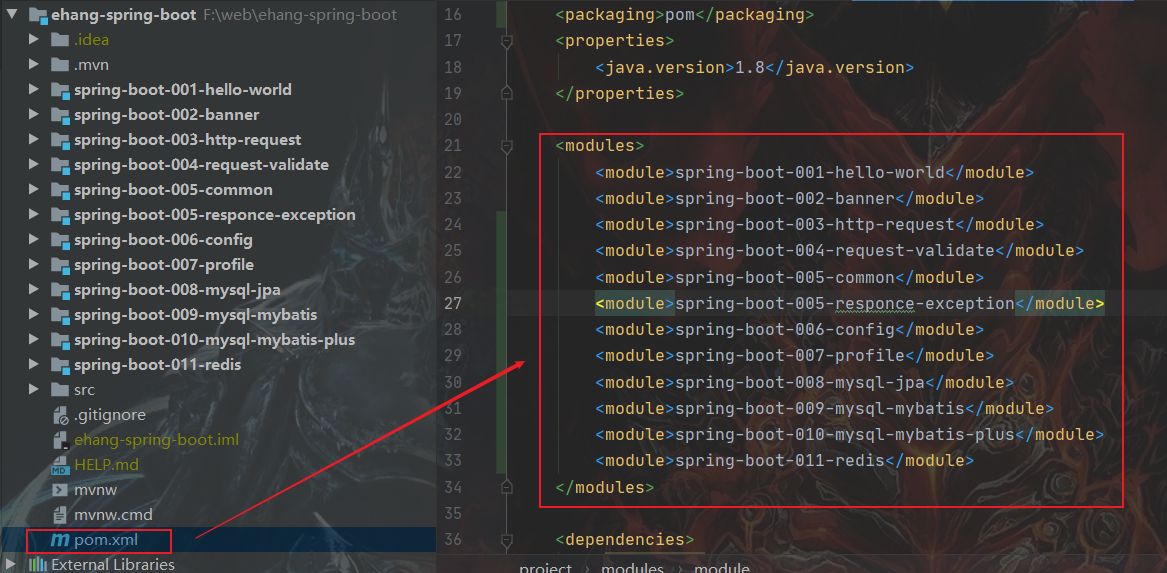 ehang-spring-boot F:\web\ehang-spring-boot
.idea
.mvn
spring-boot-001-hello-world
spring-boot-002-banner
spring-boot-003-http-request
spring-boot-004-request-validate
spring-boot-005-common
spring-boot-005-responce-exception
spring-boot-006-config
spring-boot-007-profile
spring-boot-008-mysql-jpa
spring-boot-009-mysql-mybatis
spring-boot-010-mysql-mybatis-plus
spring-boot-011-redis
src
.gitignore
ehang-spring-boot.iml
MD HELP.md
mvnw
mvnw.cmd
m pom.xml
External Libraries
16 <packaging>pom</packaging>
17 <properties>
18 <java.version>1.8</java.version>
19 </properties>
20
21 <modules>
22 <module>spring-boot-001-hello-world</module>
23 <module>spring-boot-002-banner</module>
24 <module>spring-boot-003-http-request</module>
25 <module>spring-boot-004-request-validate</module>
26 <module>spring-boot-005-common</module>
27 <module>spring-boot-005-responce-exception</module>
28 <module>spring-boot-006-config</module>
29 <module>spring-boot-007-profile</module>
30 <module>spring-boot-008-mysql-jpa</module>
31 <module>spring-boot-009-mysql-mybatis</module>
32 <module>spring-boot-010-mysql-mybatis-plus</module>
33 <module>spring-boot-011-redis</module>
34 </modules>
35
36 <dependencies>
project › modules › module